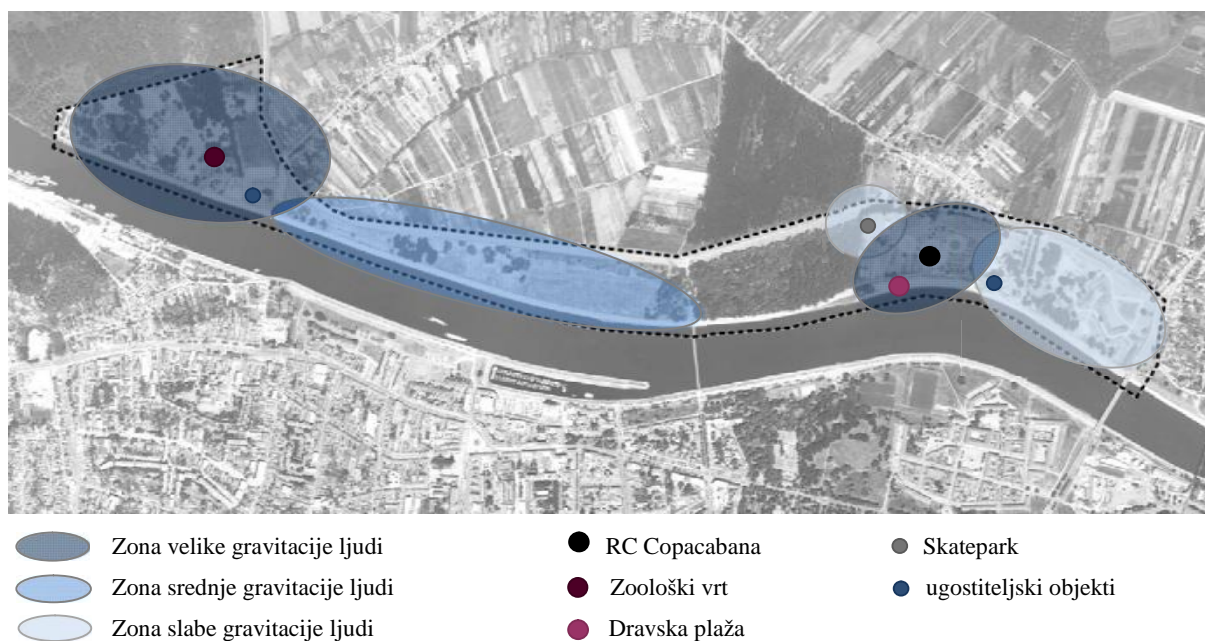 Zona velike gravitacije ljudi
RC Copacabana
Skatepark
Zona srednje gravitacije ljudi
Zoološki vrt
ugostiteljski objekti
Zona slabe gravitacije ljudi
Dravska plaža